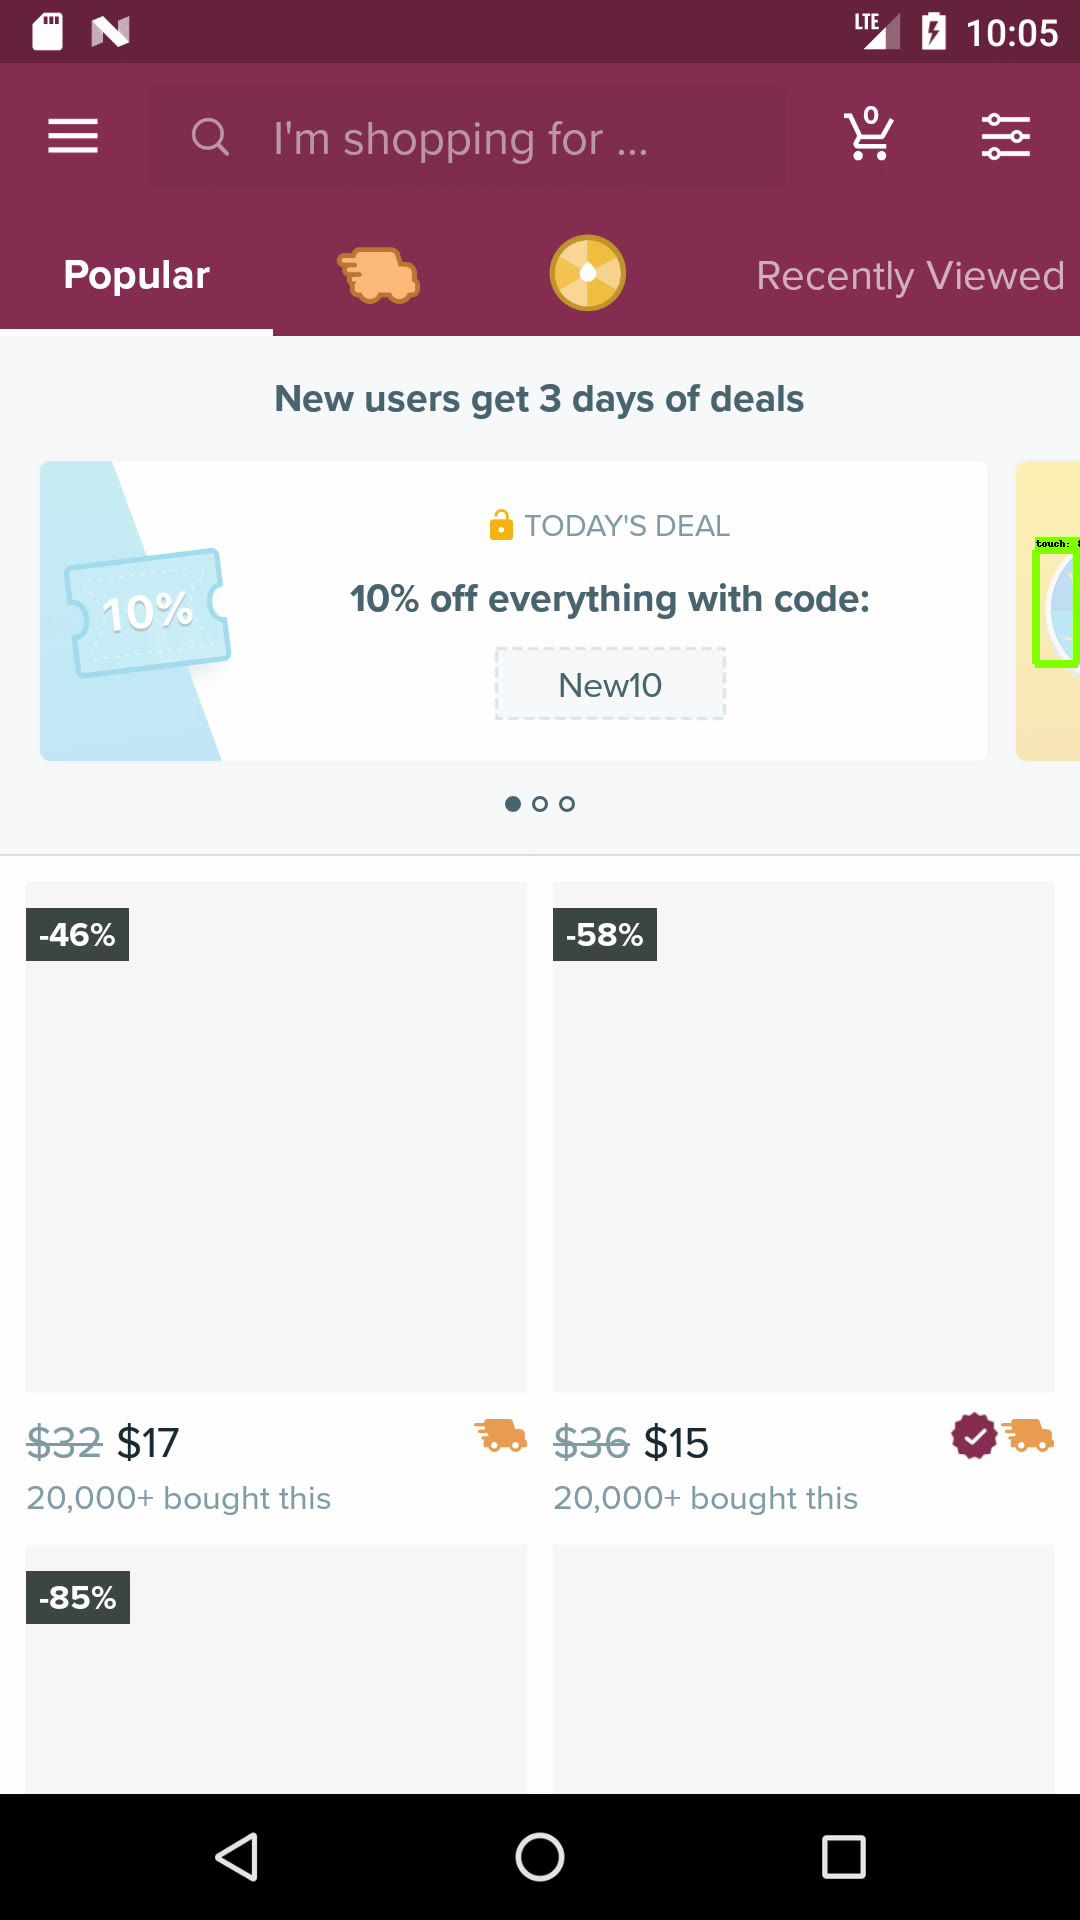 LTE 10:05
I'm shopping for ...
0
Popular
Recently Viewed
New users get 3 days of deals
TODAY'S DEAL
10%
10% off everything with code:
New10
touch:
-46%
-58%
$32 $17
$36 $15
20,000+ bought this
20,000+ bought this
-85%